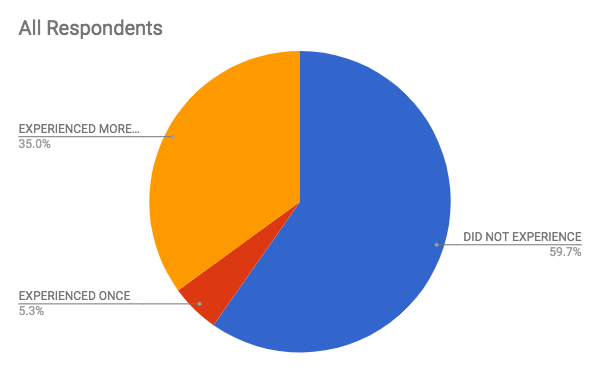 All Respondents
EXPERIENCED MORE...
35.0%
DID NOT EXPERIENCE
59.7%
EXPERIENCED ONCE
5.3%